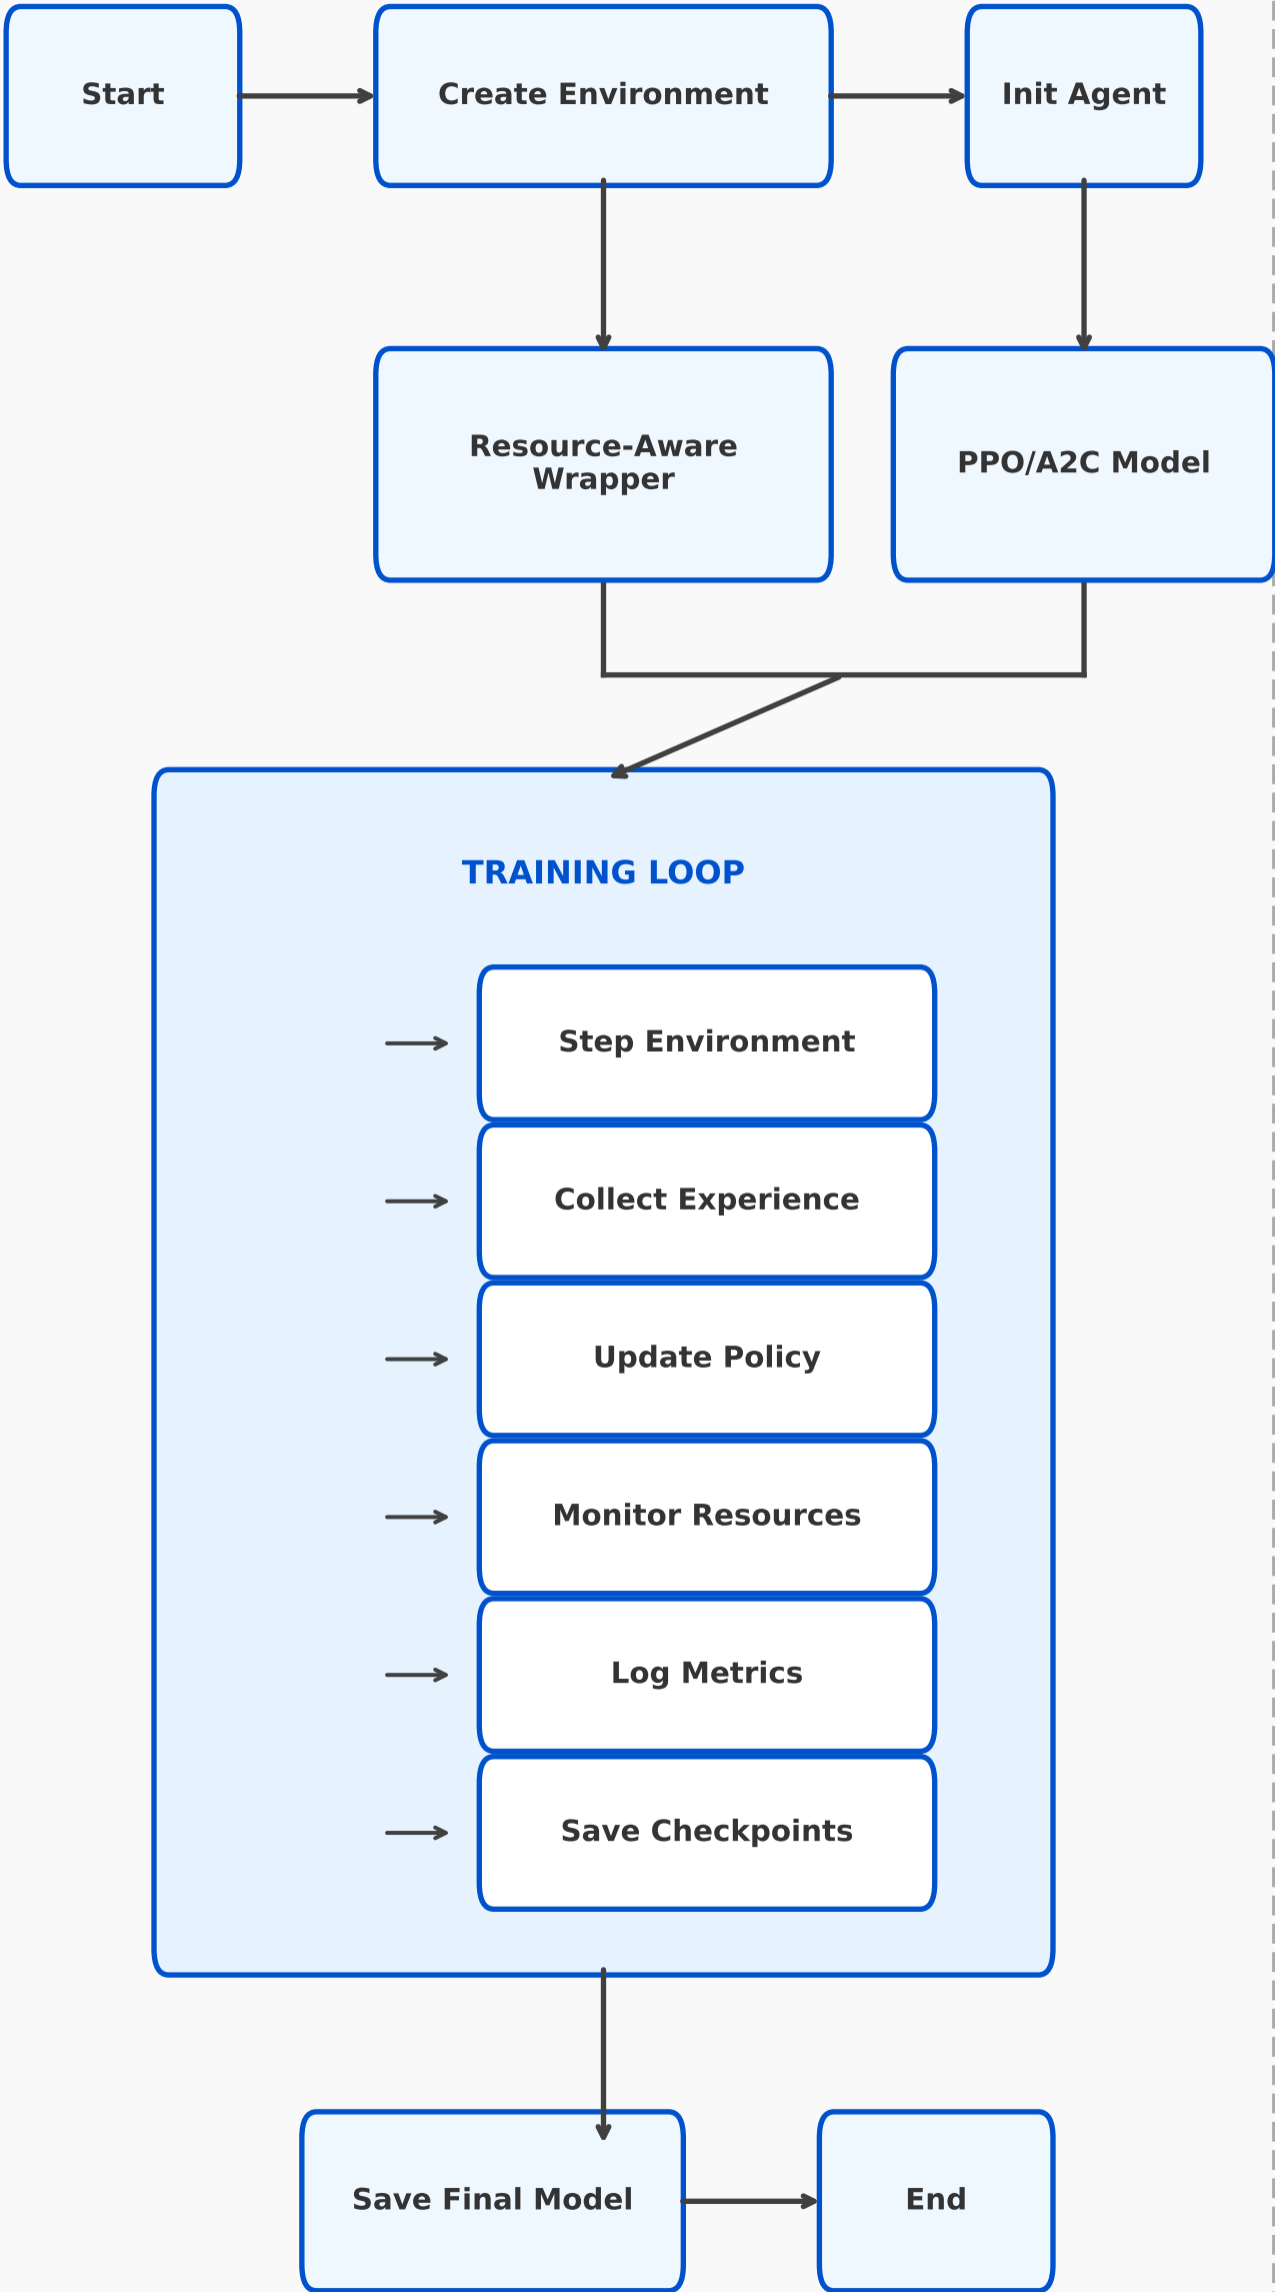 Start
Create Environment
Init Agent
Resource-Aware
Wrapper
PPO/A2C Model
TRAINING LOOP
Step Environment
Collect Experience
Update Policy
Monitor Resources
Log Metrics
Save Checkpoints
Save Final Model
End